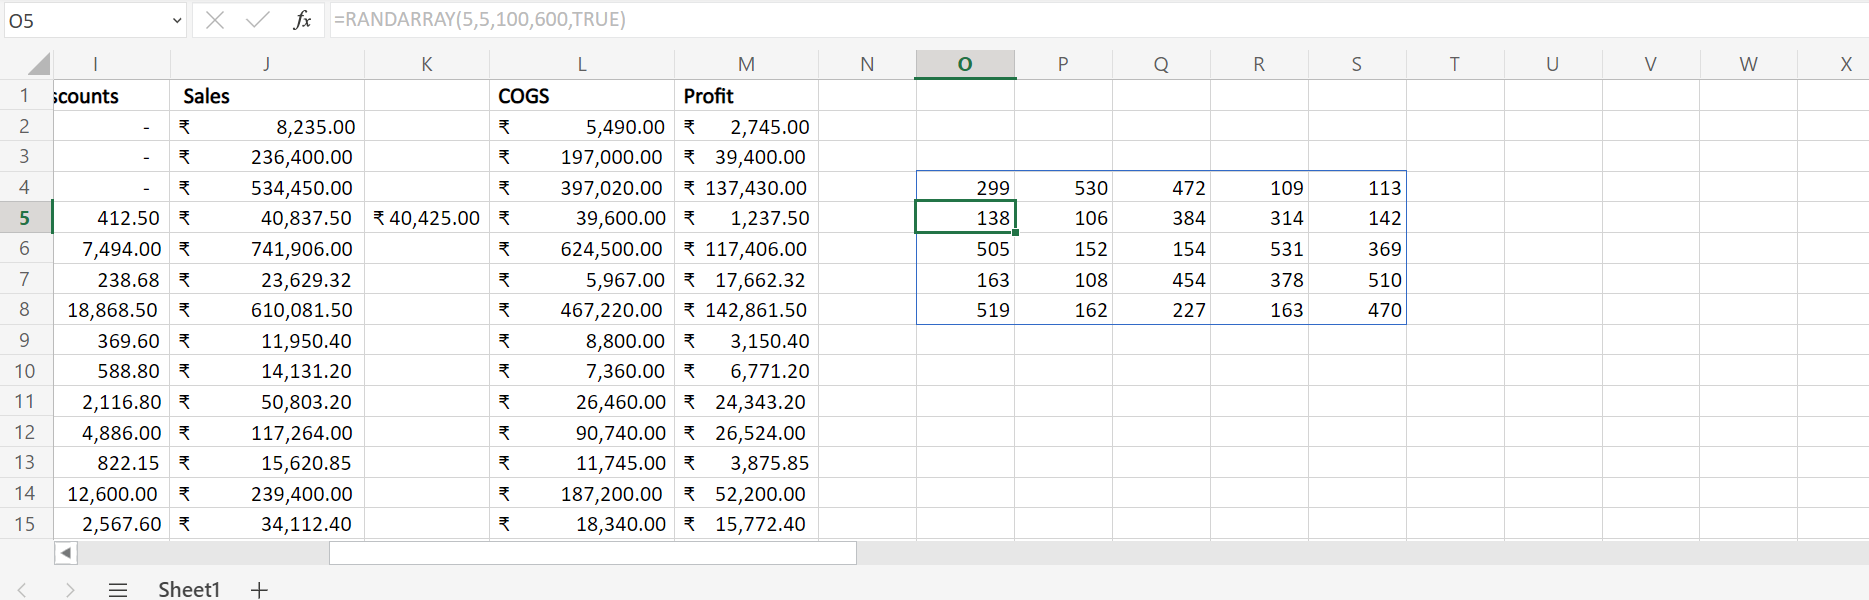 O5 fx =RANDARRAY(5,5,100,600,TRUE)
I J K L M N O P Q R S T U V W X
1 scounts Sales COGS Profit
2 - ₹ 8,235.00 ₹ 5,490.00 ₹ 2,745.00
3 - ₹ 236,400.00 ₹ 197,000.00 ₹ 39,400.00
4 - ₹ 534,450.00 ₹ 397,020.00 ₹ 137,430.00 299 530 472 109 113
5 412.50 ₹ 40,837.50 ₹ 40,425.00 ₹ 39,600.00 ₹ 1,237.50 138 106 384 314 142
6 7,494.00 ₹ 741,906.00 ₹ 624,500.00 ₹ 117,406.00 505 152 154 531 369
7 238.68 ₹ 23,629.32 ₹ 5,967.00 ₹ 17,662.32 163 108 454 378 510
8 18,868.50 ₹ 610,081.50 ₹ 467,220.00 ₹ 142,861.50 519 162 227 163 470
9 369.60 ₹ 11,950.40 ₹ 8,800.00 ₹ 3,150.40
10 588.80 ₹ 14,131.20 ₹ 7,360.00 ₹ 6,771.20
11 2,116.80 ₹ 50,803.20 ₹ 26,460.00 ₹ 24,343.20
12 4,886.00 ₹ 117,264.00 ₹ 90,740.00 ₹ 26,524.00
13 822.15 ₹ 15,620.85 ₹ 11,745.00 ₹ 3,875.85
14 12,600.00 ₹ 239,400.00 ₹ 187,200.00 ₹ 52,200.00
15 2,567.60 ₹ 34,112.40 ₹ 18,340.00 ₹ 15,772.40
Sheet1